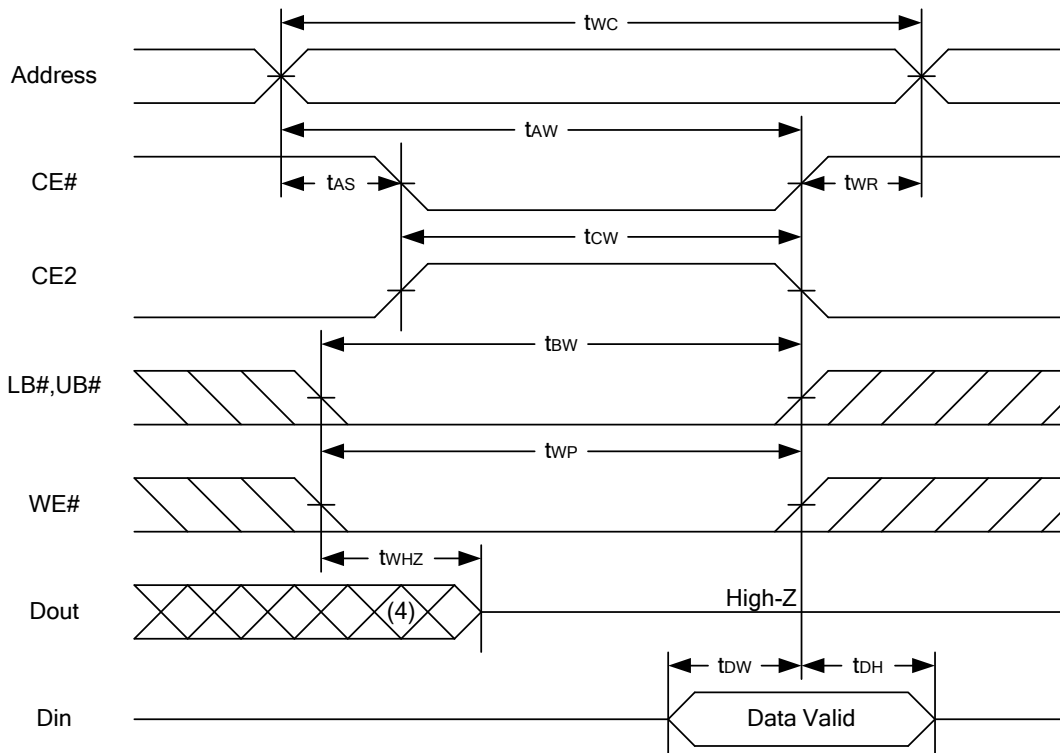 tWC
Address
tAW
CE#
tAS
tWR
tCW
CE2
tBW
LB#,UB#
tWP
WE#
tWHZ
Dout
(4)
High-Z
tDW
tDH
Din
Data Valid